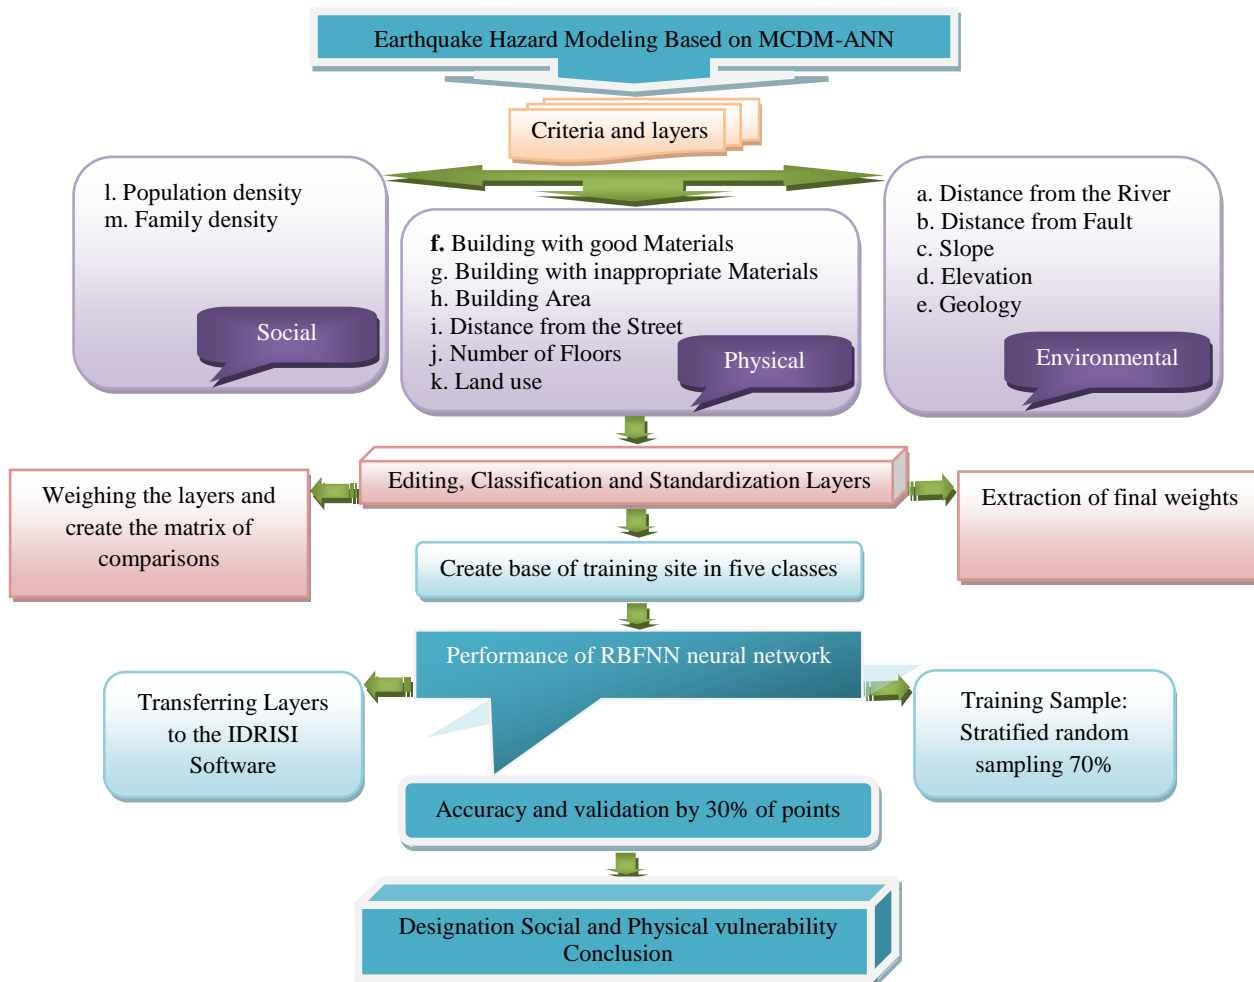 Earthquake Hazard Modeling Based on MCDM-ANN
Criteria and layers
l. Population density
m. Family density
Social
f. Building with good Materials
g. Building with inappropriate Materials
h. Building Area
i. Distance from the Street
j. Number of Floors
k. Land use
Physical
a. Distance from the River
b. Distance from Fault
c. Slope
d. Elevation
e. Geology
Environmental
Editing, Classification and Standardization Layers
Weighing the layers and
create the matrix of
comparisons
Extraction of final weights
Create base of training site in five classes
Performance of RBFNN neural network
Transferring Layers
to the IDRISI
Software
Training Sample:
Stratified random
sampling 70%
Accuracy and validation by 30% of points
Designation Social and Physical vulnerability
Conclusion